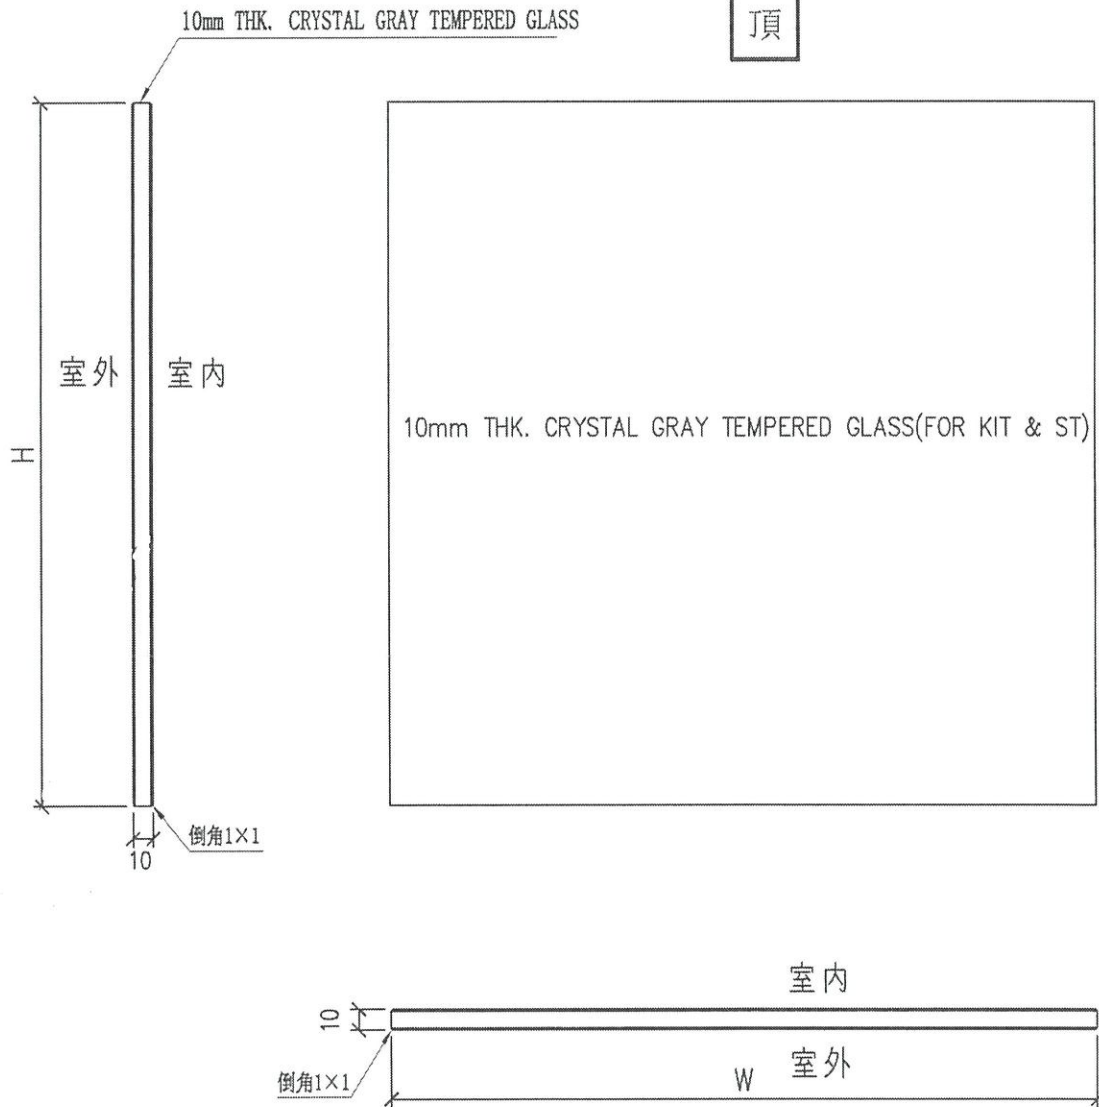 10mm THK. CRYSTAL GRAY TEMPERED GLASS
頂
室外
室内
H
10mm THK. CRYSTAL GRAY TEMPERED GLASS(FOR KIT & ST)
倒角1×1
10
室内
10
倒角1×1
室外
W